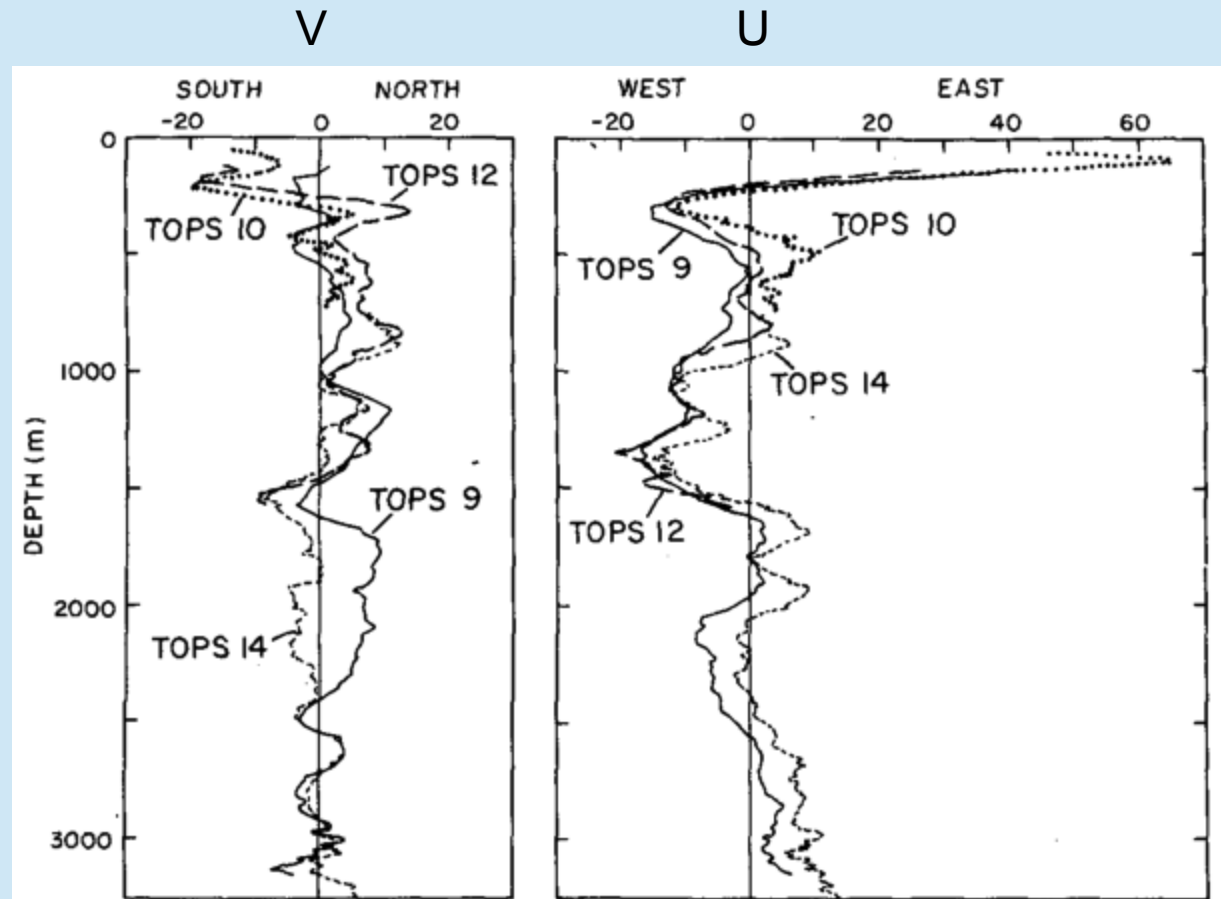 V
U
SOUTH NORTH
-20 0 20
WEST EAST
-20 0 20 40 60
0
TOPS 12
TOPS 10
TOPS 10
TOPS 9
1000
TOPS 14
DEPTH (m)
TOPS 9
TOPS 12
2000
TOPS 14
3000